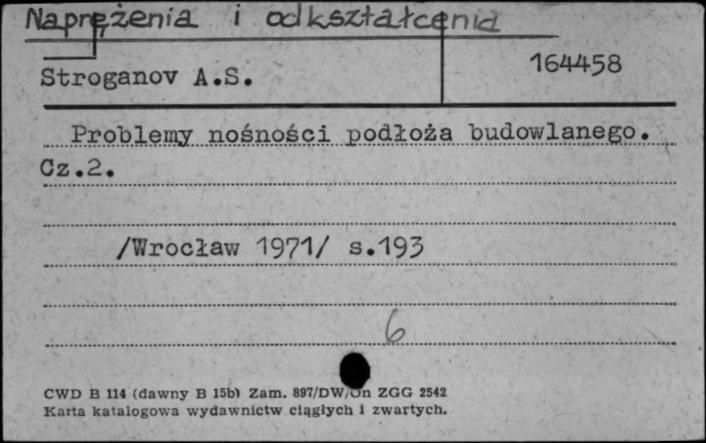 Naprężenia i odkształcenia
Stroganov A.S.
164458
Problemy nośności podłoża budowlanego.
Cz.2.
/Wrocław 1971/ s.193
6
CWD B 114 (dawny B 15b) Zam. 897/DW/Un ZGG 2542
Karta katalogowa wydawnictw ciągłych i zwartych.